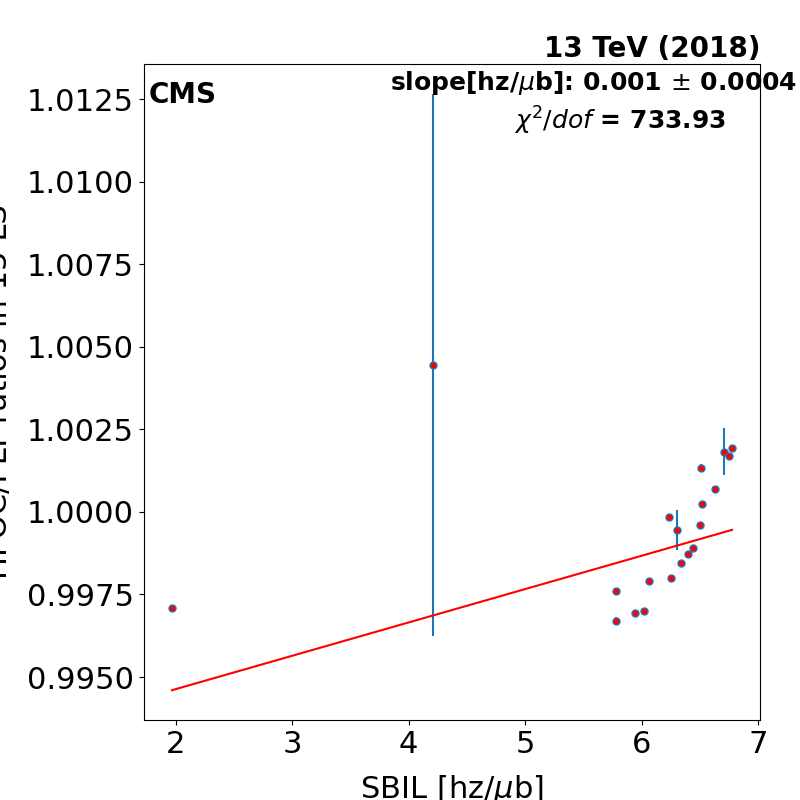 13 TeV (2018)
CMS
slope[hz/μb]: 0.001 ± 0.0004
χ²/dof = 733.93
1.0125
1.0100
1.0075
1.0050
1.0025
1.0000
0.9975
0.9950
2 3 4 5 6 7
SBIL [hz/μb]